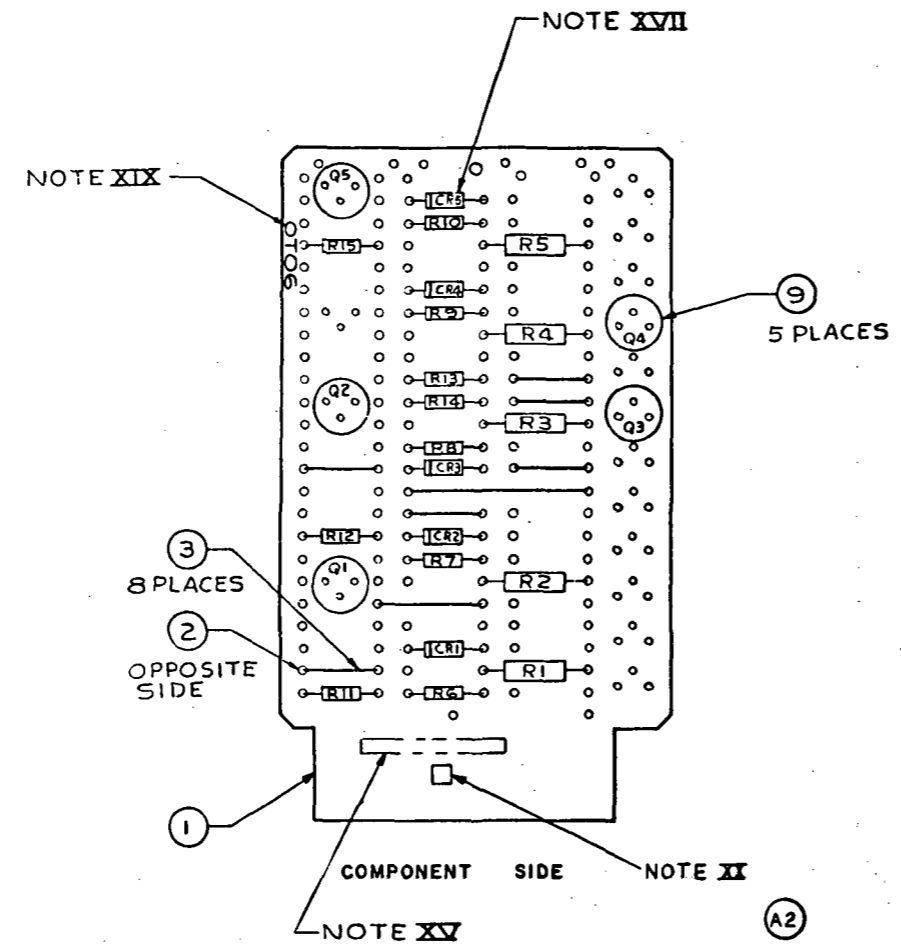 NOTE XVII
NOTE XIX
Q5
CR5
R10
0106
R15
R5
CR4
R9
9
5 PLACES
R4
Q4
R13
Q2
R14
R3
Q3
R8
CR3
R12
CR2
3
8 PLACES
R7
Q1
R2
2
OPPOSITE
SIDE
CR1
R1
R11
R6
1
COMPONENT SIDE
NOTE XI
NOTE XV
A2